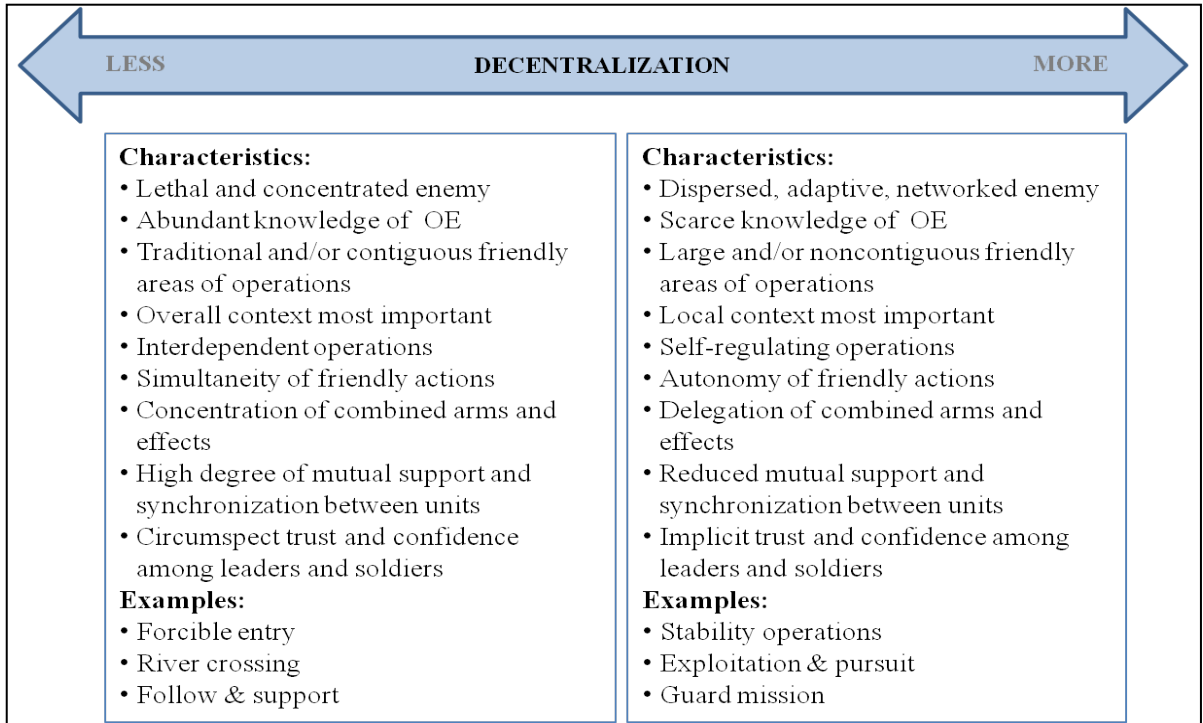 LESS DECENTRALIZATION MORE
Characteristics:
• Lethal and concentrated enemy
• Abundant knowledge of OE
• Traditional and/or contiguous friendly
areas of operations
• Overall context most important
• Interdependent operations
• Simultaneity of friendly actions
• Concentration of combined arms and
effects
• High degree of mutual support and
synchronization between units
• Circumspect trust and confidence
among leaders and soldiers
Examples:
• Forcible entry
• River crossing
• Follow & support
Characteristics:
• Dispersed, adaptive, networked enemy
• Scarce knowledge of OE
• Large and/or noncontiguous friendly
areas of operations
• Local context most important
• Self-regulating operations
• Autonomy of friendly actions
• Delegation of combined arms and
effects
• Reduced mutual support and
synchronization between units
• Implicit trust and confidence among
leaders and soldiers
Examples:
• Stability operations
• Exploitation & pursuit
• Guard mission